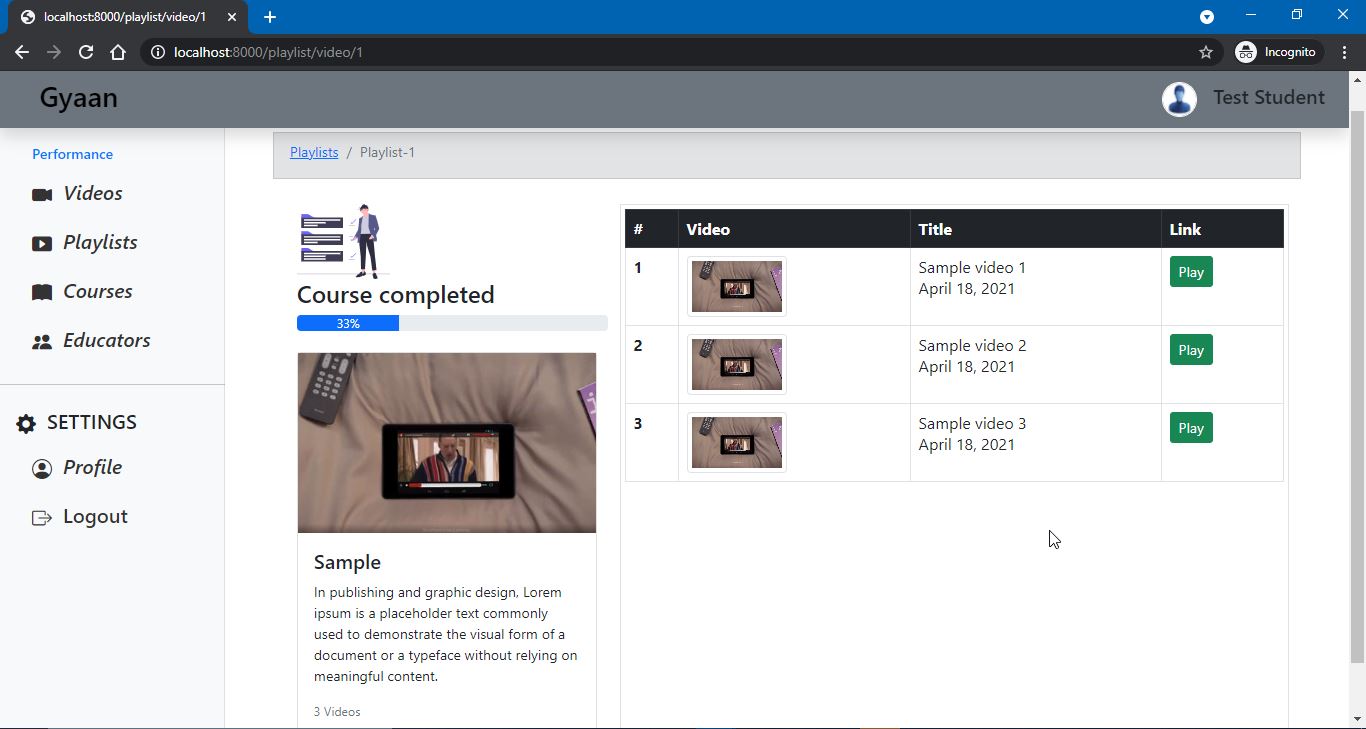 localhost:8000/playlist/video/1
localhost:8000/playlist/video/1
Incognito
Gyaan
Test Student
Performance
Videos
Playlists
Courses
Educators
SETTINGS
Profile
Logout
Playlists / Playlist-1
Course completed
33%
Sample
In publishing and graphic design, Lorem
ipsum is a placeholder text commonly
used to demonstrate the visual form of a
document or a typeface without relying on
meaningful content.
3 Videos
# Video Title Link
1 Sample video 1 Play
April 18, 2021
2 Sample video 2 Play
April 18, 2021
3 Sample video 3 Play
April 18, 2021